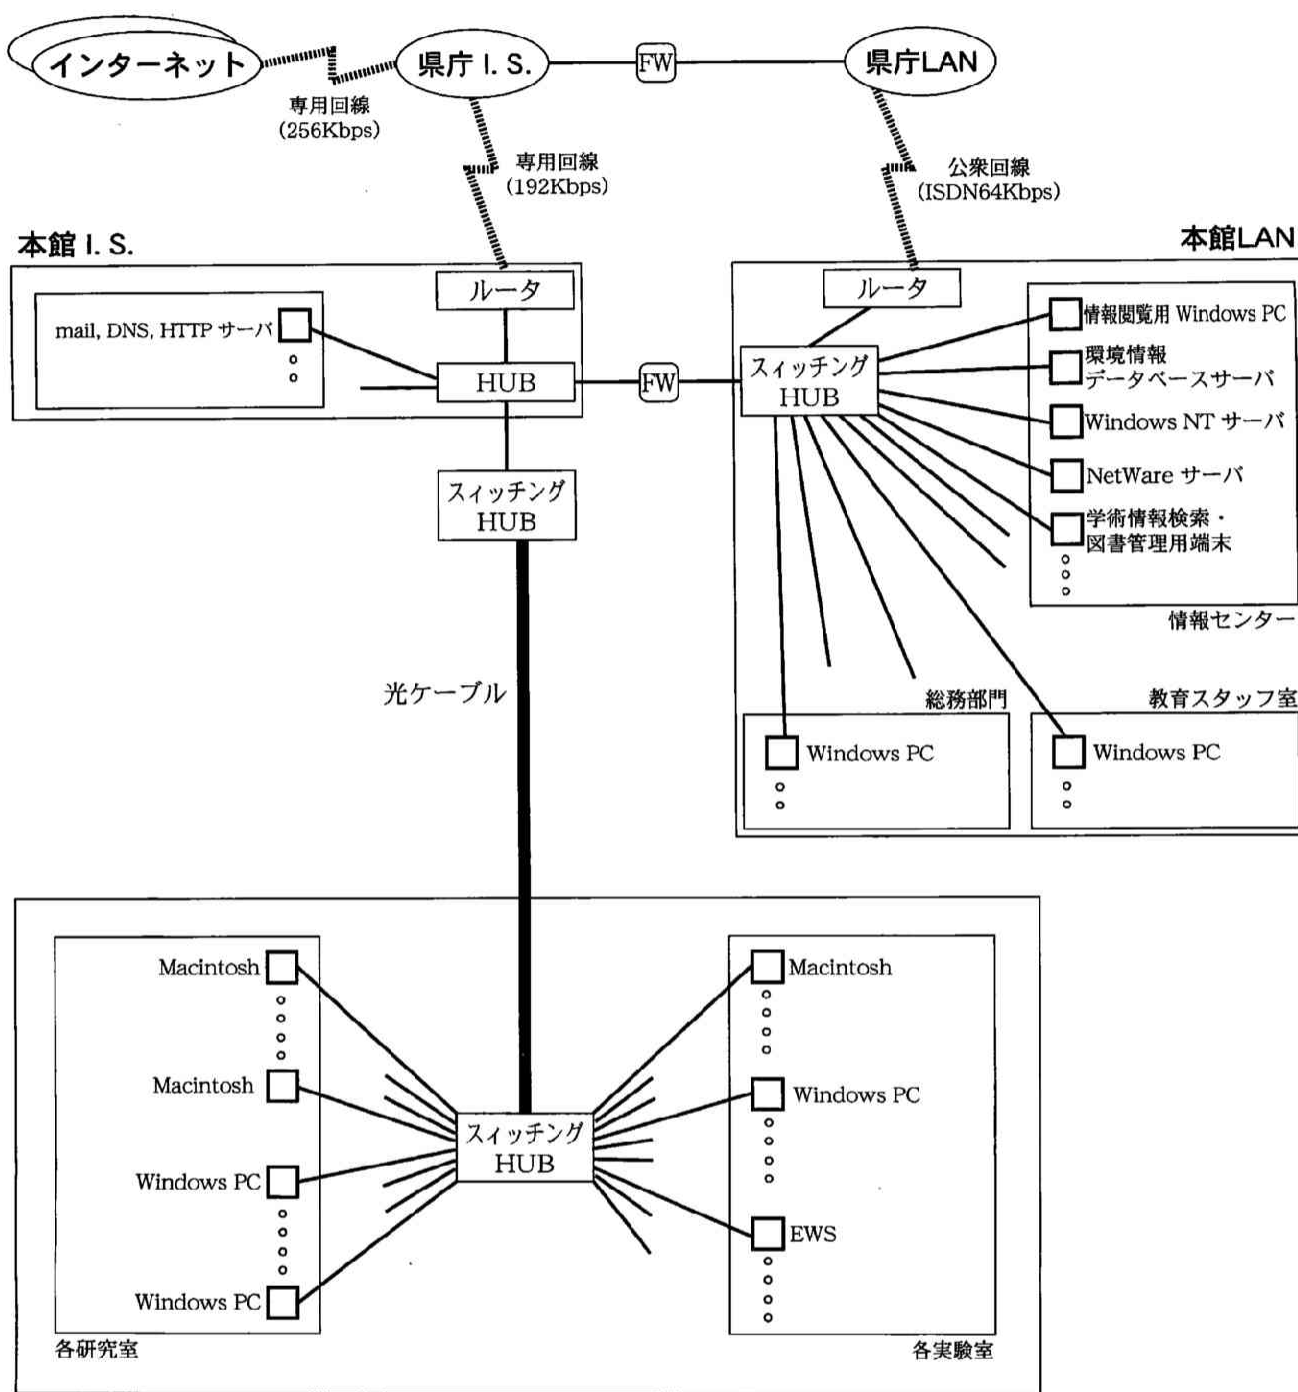 インターネット
県庁 I. S.
FW
県庁LAN
専用回線
(256Kbps)
専用回線
(192Kbps)
公衆回線
(ISDN64Kbps)
本館 I. S.
本館LAN
ルータ
mail, DNS, HTTP サーバ
HUB
FW
スィッチング
HUB
ルータ
スィッチング
HUB
情報閲覧用 Windows PC
環境情報
データベースサーバ
Windows NT サーバ
NetWare サーバ
学術情報検索・
図書管理用端末
情報センター
光ケーブル
総務部門
Windows PC
教育スタッフ室
Windows PC
Macintosh
Macintosh
Windows PC
Windows PC
各研究室
スィッチング
HUB
Macintosh
Windows PC
EWS
各実験室